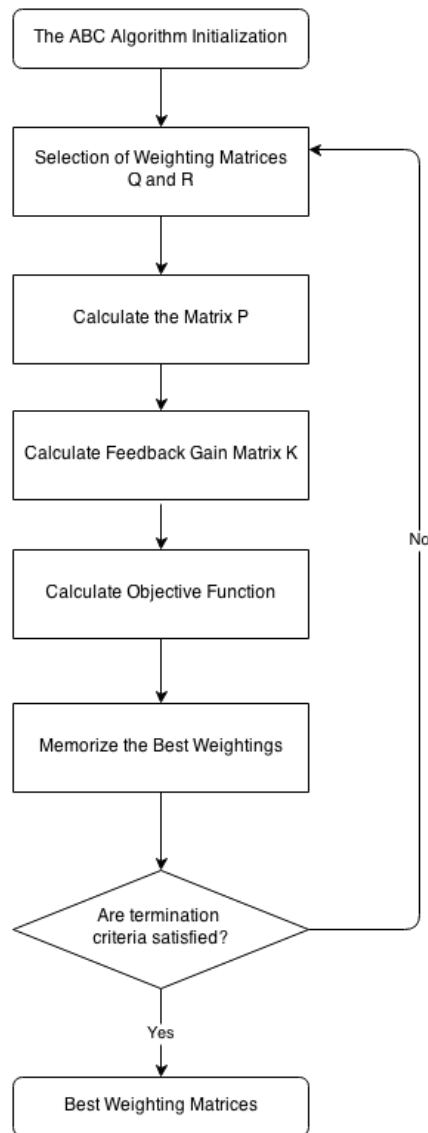 The ABC Algorithm Initialization
Selection of Weighting Matrices
Q and R
Calculate the Matrix P
Calculate Feedback Gain Matrix K
No
Calculate Objective Function
Memorize the Best Weightings
Are termination
criteria satisfied?
Yes
Best Weighting Matrices